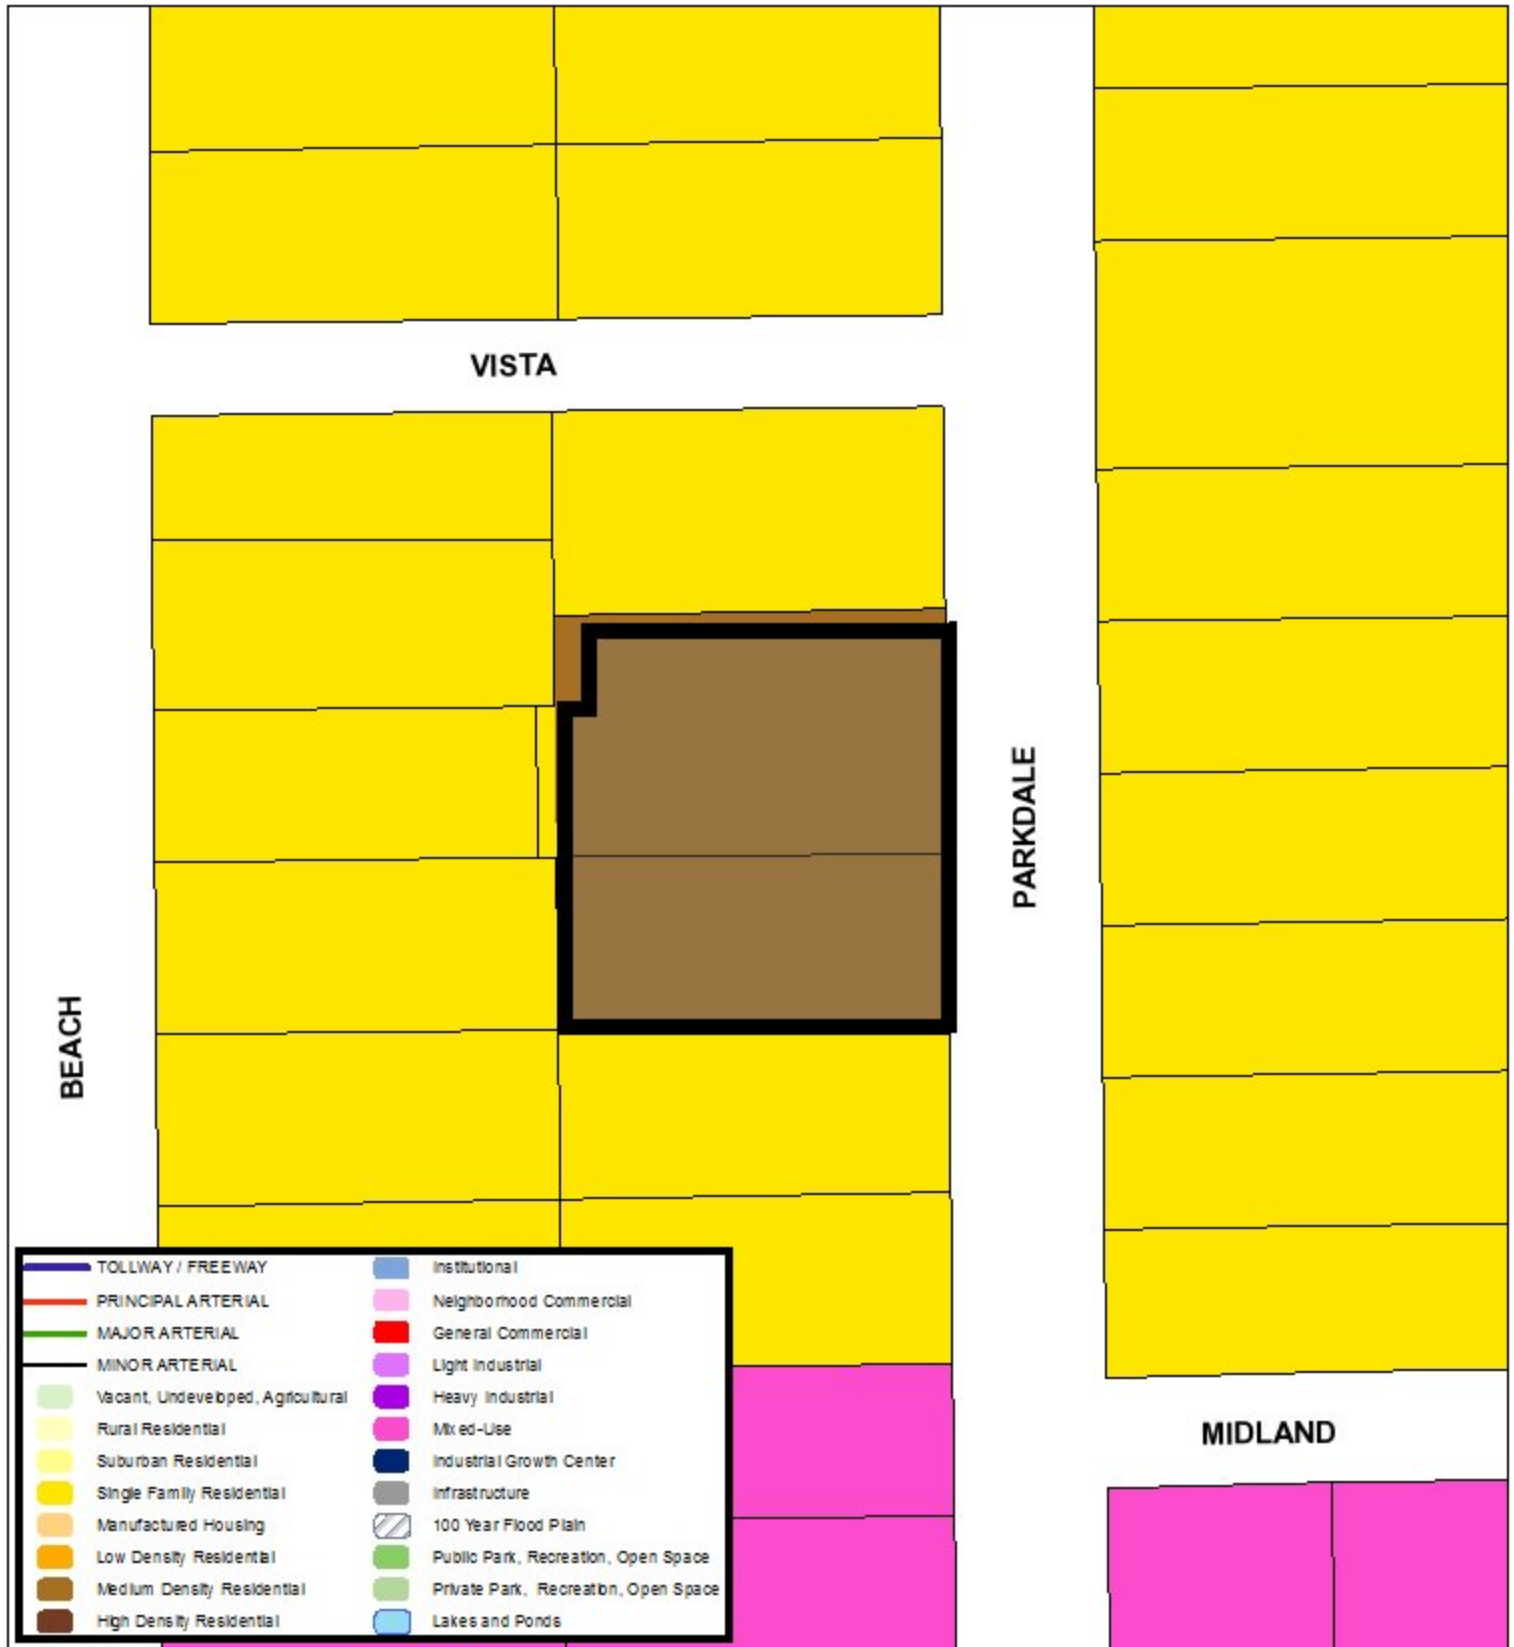 VISTA
PARKDALE
BEACH
MIDLAND
TOLLWAY / FREEWAY
PRINCIPAL ARTERIAL
MAJOR ARTERIAL
MINOR ARTERIAL
Vacant, Undeveloped, Agricultural
Rural Residential
Suburban Residential
Single Family Residential
Manufactured Housing
Low Density Residential
Medium Density Residential
High Density Residential
Institutional
Neighborhood Commercial
General Commercial
Light Industrial
Heavy Industrial
Mixed-Use
Industrial Growth Center
Infrastructure
100 Year Flood Plain
Public Park, Recreation, Open Space
Private Park, Recreation, Open Space
Lakes and Ponds